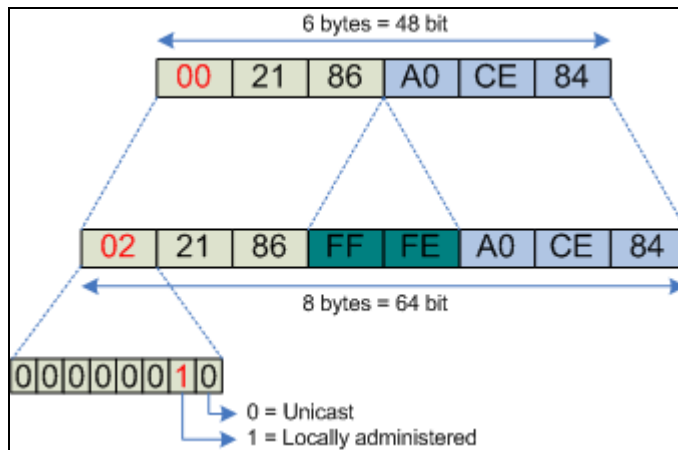 6 bytes = 48 bit
00 21 86 A0 CE 84
02 21 86 FF FE A0 CE 84
8 bytes = 64 bit
0 0 0 0 0 0 1 0
0 = Unicast
1 = Locally administered